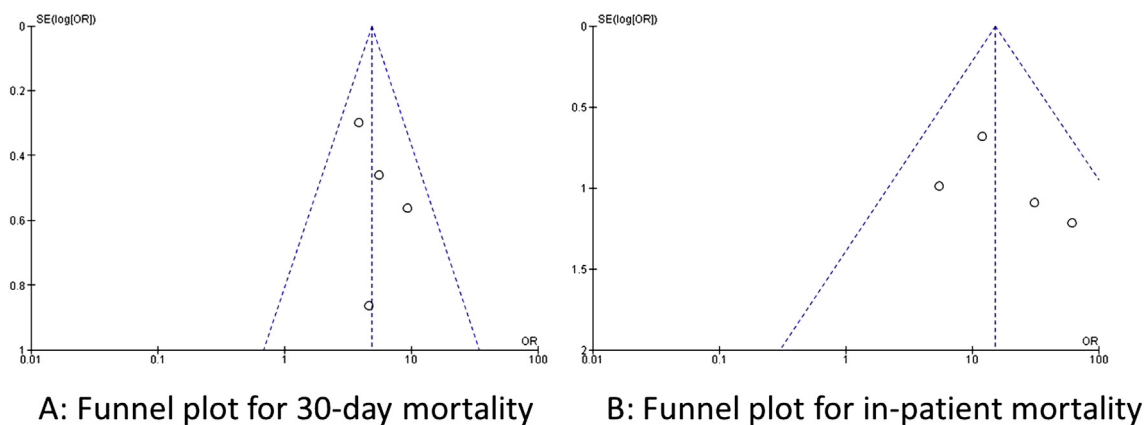 SE(log[OR])
0
0.2
0.4
0.6
0.8
1
0.01 0.1 1 10 100
OR
A: Funnel plot for 30-day mortality
SE(log[OR])
0
0.5
1
1.5
2
0.01 0.1 1 10 100
OR
B: Funnel plot for in-patient mortality